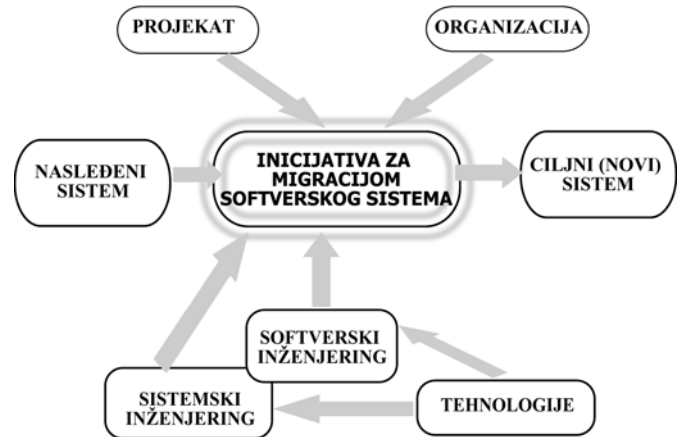 PROJEKAT
ORGANIZACIJA
NASLEĐENI
SISTEM
INICIJATIVA ZA
MIGRACIJOM
SOFTVERSKOG SISTEMA
CILJNI (NOVI)
SISTEM
SOFTVERSKI
INŽENJERING
SISTEMSKI
INŽENJERING
TEHNOLOGIJE